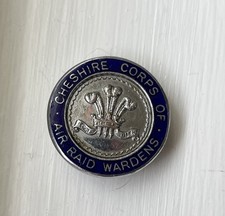 CHESHIRE CORPS OF
AIR RAID WARDENS